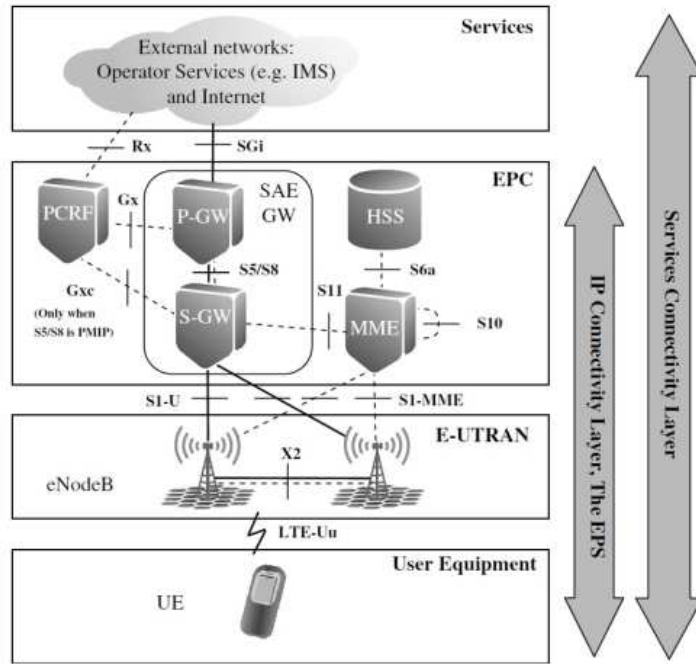 Services
External networks:
Operator Services (e.g. IMS)
and Internet
Rx
SGi
EPC
SAE
GW
PCRF
Gx
P-GW
HSS
S5/S8
S6a
Gxc
(Only when
S5/S8 is PMIP)
S-GW
S11
MME
S10
S1-U
S1-MME
E-UTRAN
X2
eNodeB
LTE-Uu
User Equipment
UE
IP Connectivity Layer, The EPS
Services Connectivity Layer